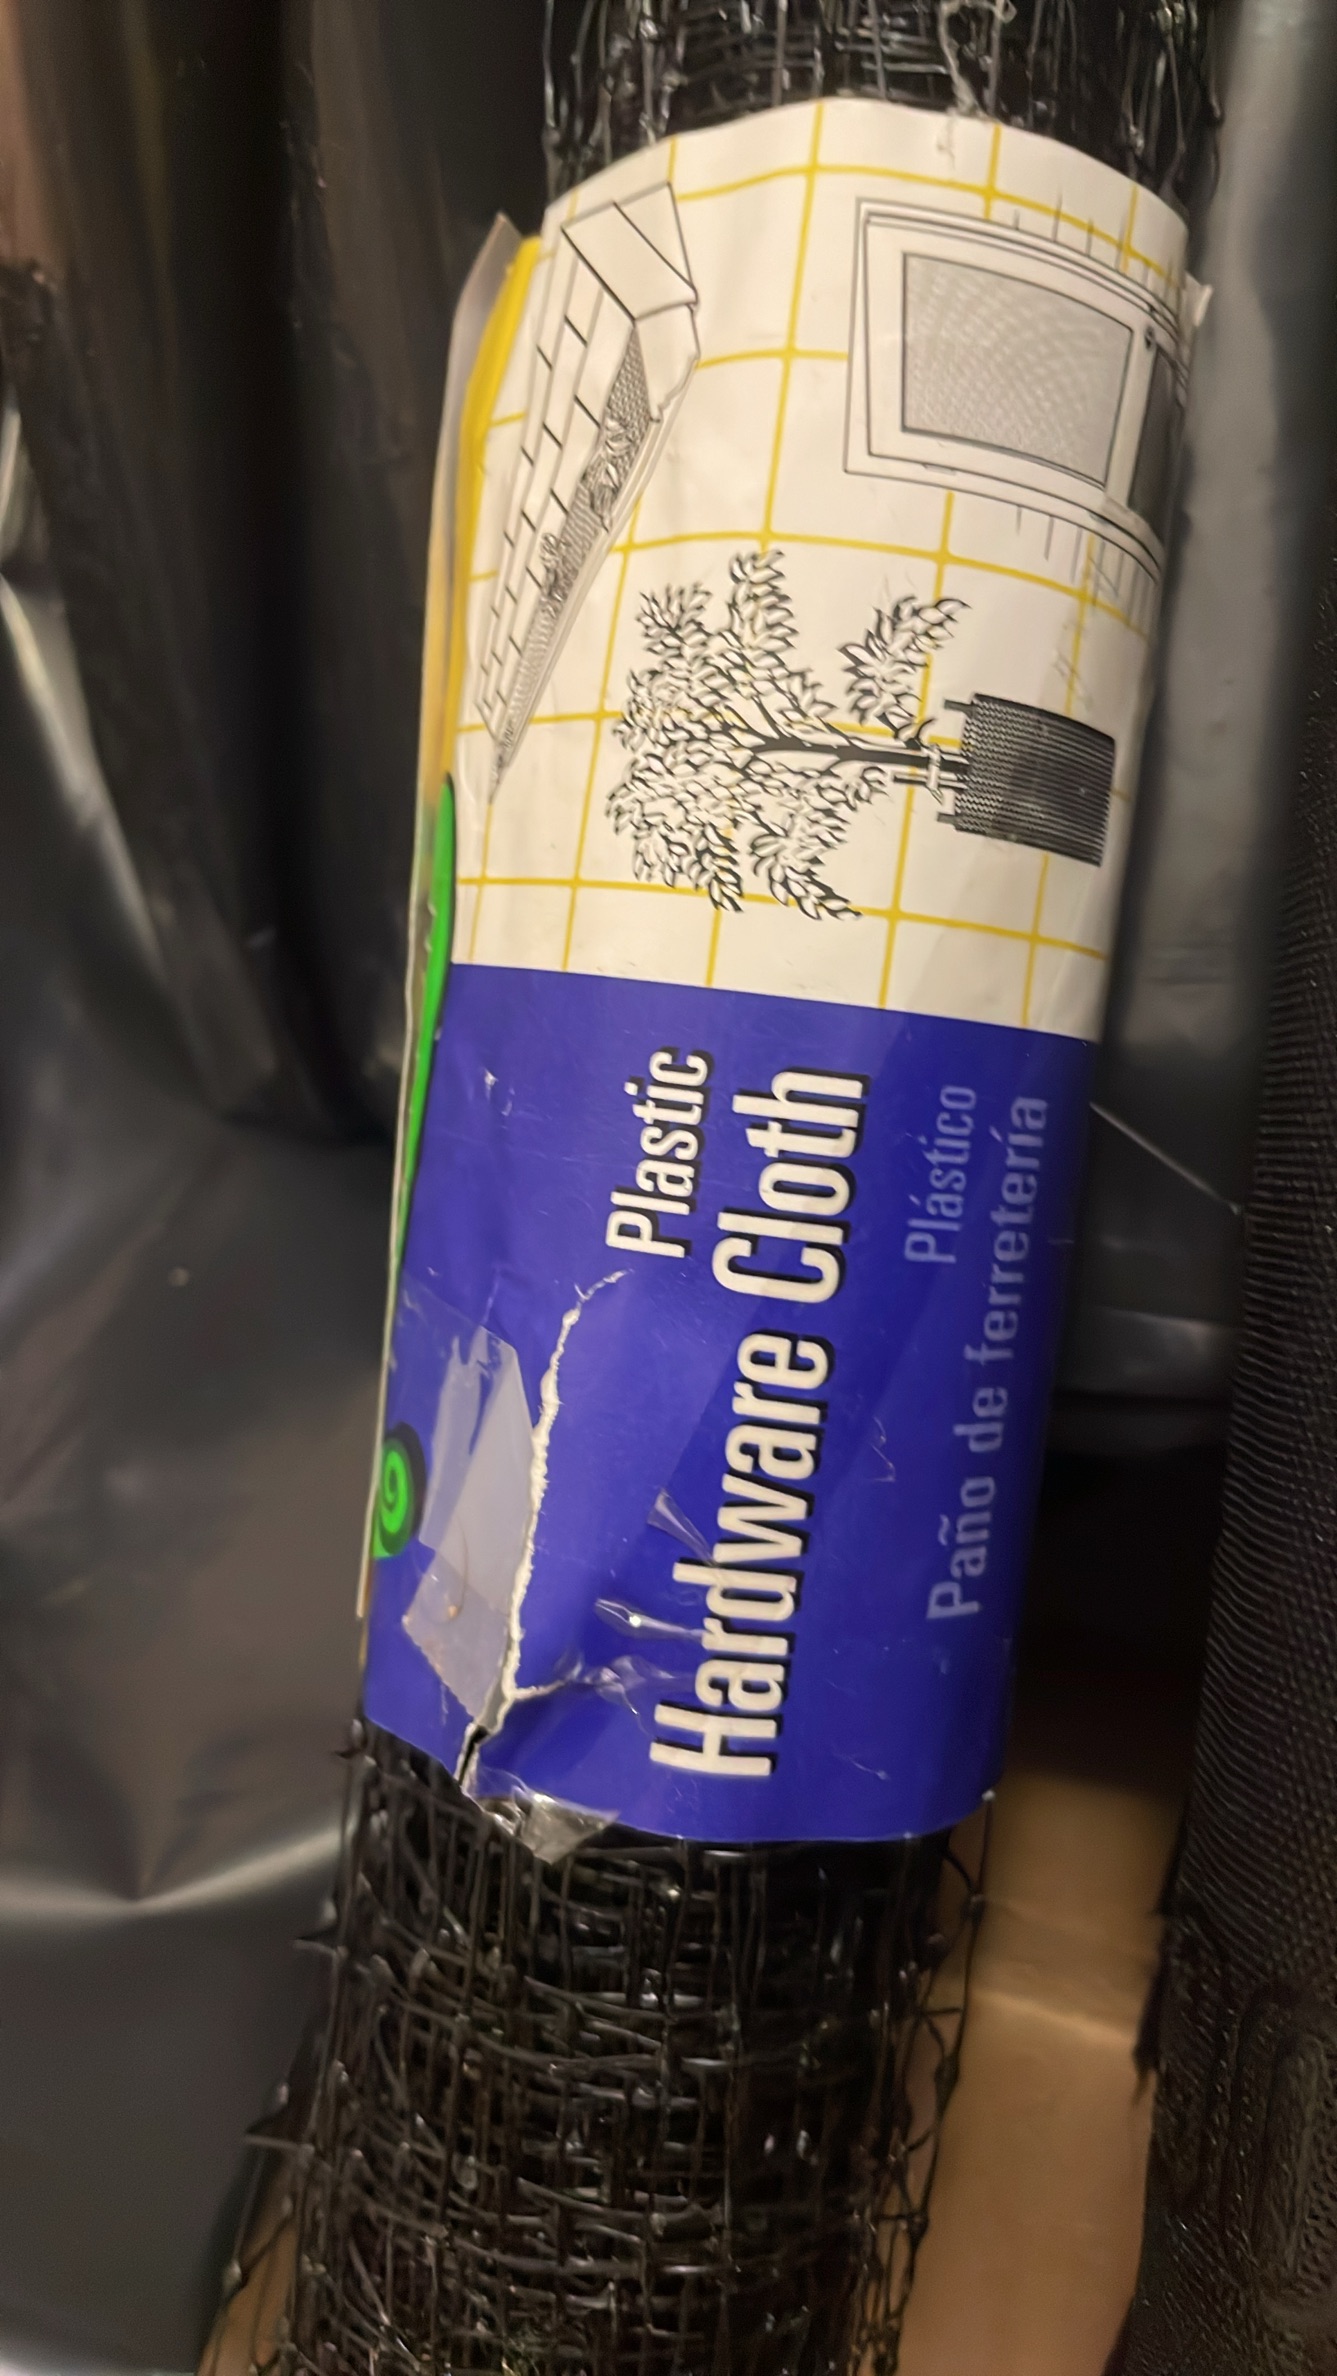 Plastic
Hardware Cloth
Plástico
Paño de ferretería